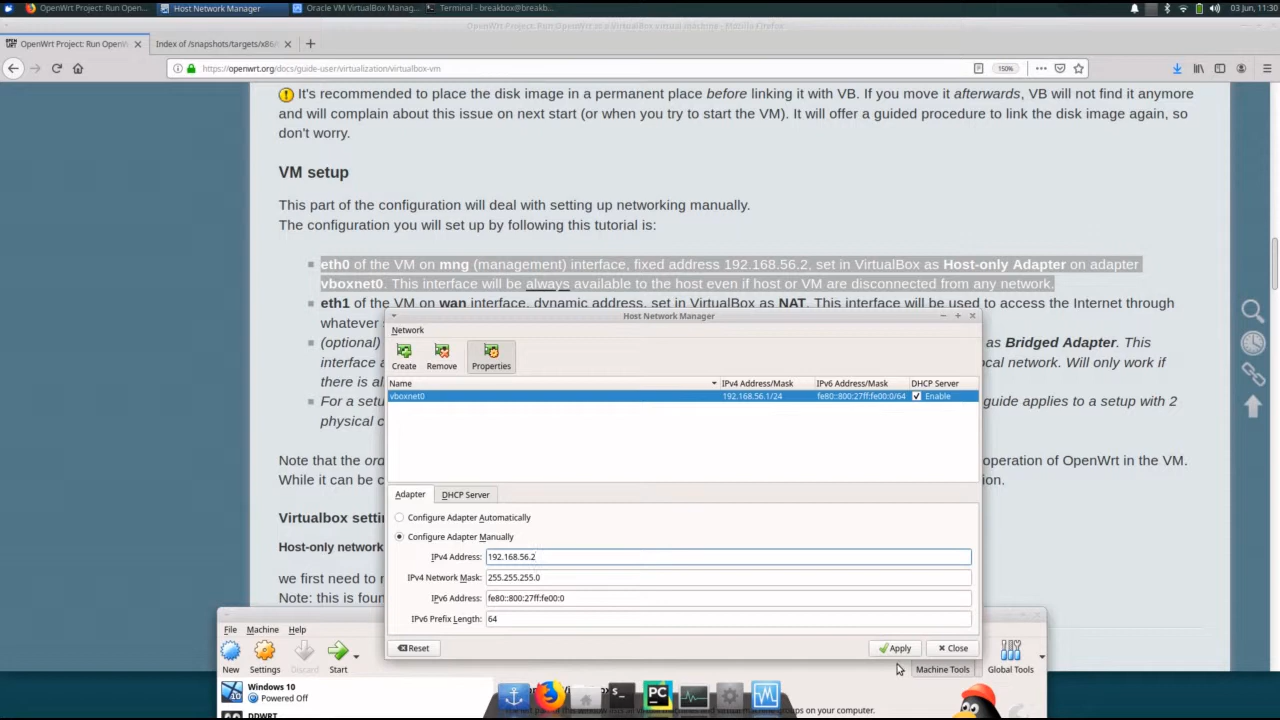 OpenWrt Project: Run Open...
Host Network Manager
Oracle VM VirtualBox Manag...
Terminal - breakbox@breakb...
03 Jun, 11:30
OpenWrt Project: Run OpenW
Index of /snapshots/targets/x86/
https://openwrt.org/docs/guide-user/virtualization/virtualbox-vm
150%
It's recommended to place the disk image in a permanent place before linking it with VB. If you move it afterwards, VB will not find it anymore
and will complain about this issue on next start (or when you try to start the VM). It will offer a guided procedure to link the disk image again, so
don't worry.
VM setup
This part of the configuration will deal with setting up networking manually.
The configuration you will set up by following this tutorial is:
eth0 of the VM on mng (management) interface, fixed address 192.168.56.2, set in VirtualBox as Host-only Adapter on adapter
vboxnet0. This interface will be always available to the host even if host or VM are disconnected from any network.
eth1 of the VM on wan interface, dynamic address, set in VirtualBox as NAT. This interface will be used to access the Internet through
whatever
(optional)
as Bridged Adapter. This
interface
local network. Will only work if
there is al
For a setu
guide applies to a setup with 2
physical c
Note that the ord
operation of OpenWrt in the VM.
While it can be c
ion.
Virtualbox setti
Host-only network
we first need to
Note: this is foun
Host Network Manager
Network
Create
Remove
Properties
Name
IPv4 Address/Mask
IPv6 Address/Mask
DHCP Server
vboxnet0
192.168.56.1/24
fe80::800:27ff:fe00:0/64
Enable
Adapter
DHCP Server
Configure Adapter Automatically
Configure Adapter Manually
IPv4 Address: 192.168.56.2
IPv4 Network Mask: 255.255.255.0
IPv6 Address: fe80::800:27ff:fe00:0
IPv6 Prefix Length: 64
Reset
Apply
Close
File
Machine
Help
New
Settings
Discard
Start
Machine Tools
Global Tools
Windows 10
Powered Off
DDWRT
PC
groups on your computer.